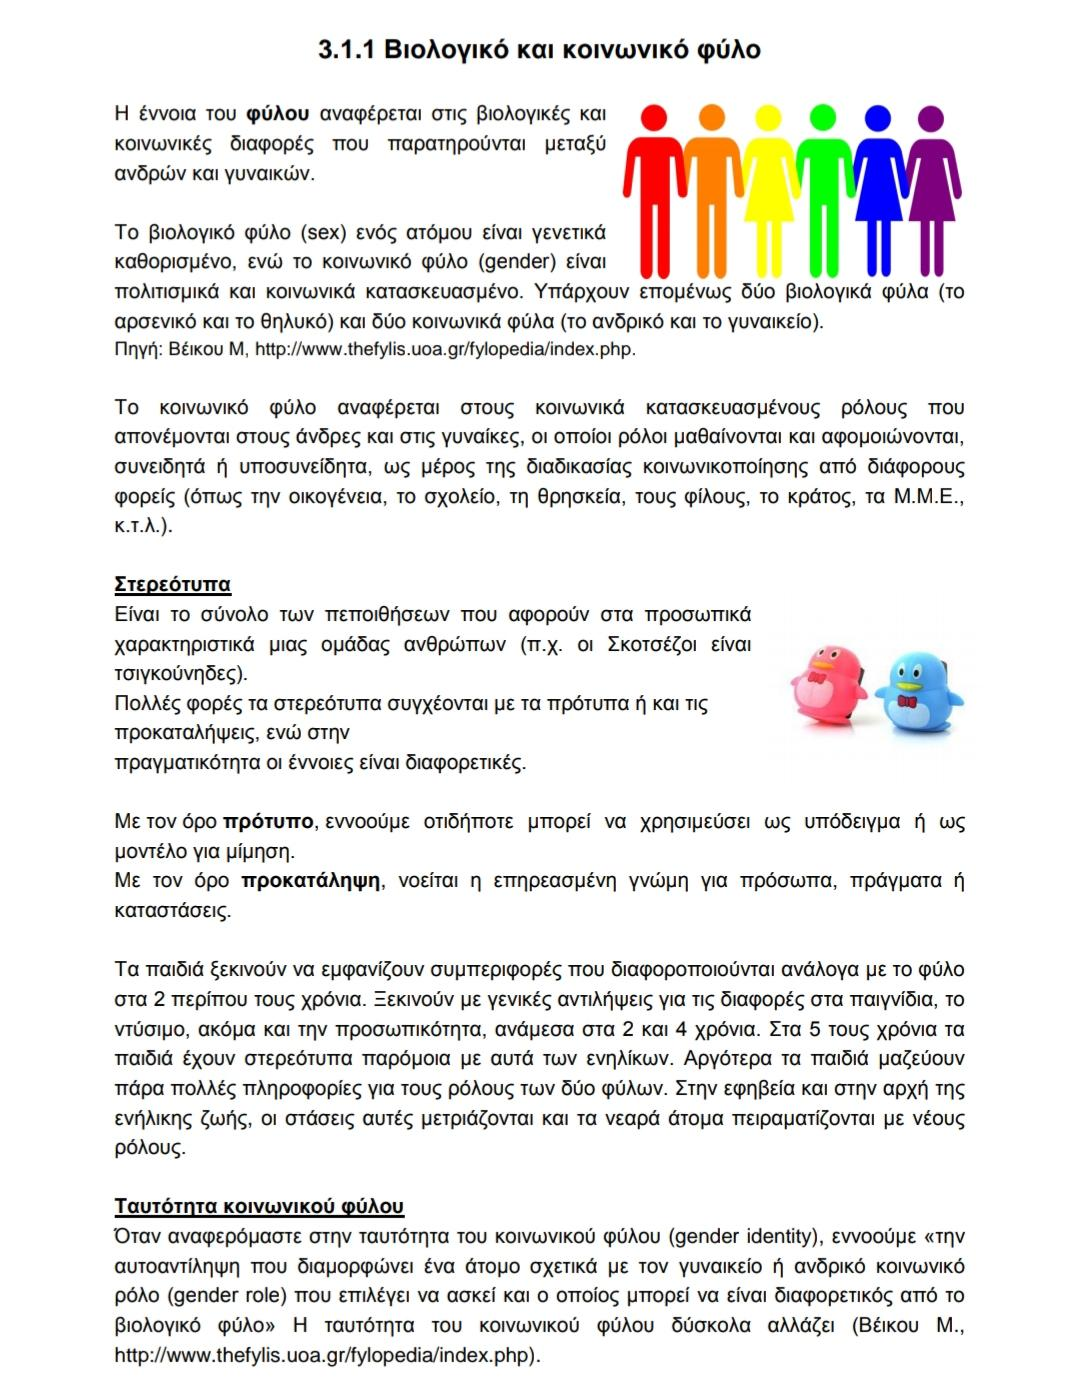 3.1.1 Βιολογικό και κοινωνικό φύλο
Η έννοια του φύλου αναφέρεται στις βιολογικές και
κοινωνικές διαφορές που παρατηρούνται μεταξύ
ανδρών και γυναικών.
Το βιολογικό φύλο (sex) ενός ατόμου είναι γενετικά
καθορισμένο, ενώ το κοινωνικό φύλο (gender) είναι
πολιτισμικά και κοινωνικά κατασκευασμένο. Υπάρχουν επομένως δύο βιολογικά φύλα (το
αρσενικό και το θηλυκό) και δύο κοινωνικά φύλα (το ανδρικό και το γυναικείο).
Πηγή: Βέικου Μ, http://www.thefylis.uoa.gr/fylopedia/index.php.
Το κοινωνικό φύλο αναφέρεται στους κοινωνικά κατασκευασμένους ρόλους που
απονέμονται στους άνδρες και στις γυναίκες, οι οποίοι ρόλοι μαθαίνονται και αφομοιώνονται,
συνειδητά ή υποσυνείδητα, ως μέρος της διαδικασίας κοινωνικοποίησης από διάφορους
φορείς (όπως την οικογένεια, το σχολείο, τη θρησκεία, τους φίλους, το κράτος, τα Μ.Μ.Ε.,
κ.τ.λ.).
Στερεότυπα
Είναι το σύνολο των πεποιθήσεων που αφορούν στα προσωπικά
χαρακτηριστικά μιας ομάδας ανθρώπων (π.χ. οι Σκοτσέζοι είναι
τσιγκούνηδες).
Πολλές φορές τα στερεότυπα συγχέονται με τα πρότυπα ή και τις
προκαταλήψεις, ενώ στην
πραγματικότητα οι έννοιες είναι διαφορετικές.
Με τον όρο πρότυπο, εννοούμε οτιδήποτε μπορεί να χρησιμεύσει ως υπόδειγμα ή ως
μοντέλο για μίμηση.
Με τον όρο προκατάληψη, νοείται η επηρεασμένη γνώμη για πρόσωπα, πράγματα ή
καταστάσεις.
Τα παιδιά ξεκινούν να εμφανίζουν συμπεριφορές που διαφοροποιούνται ανάλογα με το φύλο
στα 2 περίπου τους χρόνια. Ξεκινούν με γενικές αντιλήψεις για τις διαφορές στα παιγνίδια, το
ντύσιμο, ακόμα και την προσωπικότητα, ανάμεσα στα 2 και 4 χρόνια. Στα 5 τους χρόνια τα
παιδιά έχουν στερεότυπα παρόμοια με αυτά των ενηλίκων. Αργότερα τα παιδιά μαζεύουν
πάρα πολλές πληροφορίες για τους ρόλους των δύο φύλων. Στην εφηβεία και στην αρχή της
ενήλικης ζωής, οι στάσεις αυτές μετριάζονται και τα νεαρά άτομα πειραματίζονται με νέους
ρόλους.
Ταυτότητα κοινωνικού φύλου
Όταν αναφερόμαστε στην ταυτότητα του κοινωνικού φύλου (gender identity), εννοούμε «την
αυτοαντίληψη που διαμορφώνει ένα άτομο σχετικά με τον γυναικείο ή ανδρικό κοινωνικό
ρόλο (gender role) που επιλέγει να ασκεί και ο οποίος μπορεί να είναι διαφορετικός από το
βιολογικό φύλο» Η ταυτότητα του κοινωνικού φύλου δύσκολα αλλάζει (Βέικου Μ.,
http://www.thefylis.uoa.gr/fylopedia/index.php).